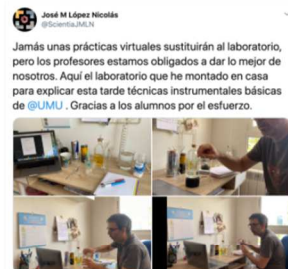 José M López Nicolás
@ScientiaJMLN
Jamás unas prácticas virtuales sustituirán al laboratorio,
pero los profesores estamos obligados a dar lo mejor de
nosotros. Aquí el laboratorio que he montado en casa
para explicar esta tarde técnicas instrumentales básicas
de @UMU . Gracias a los alumnos por el esfuerzo.